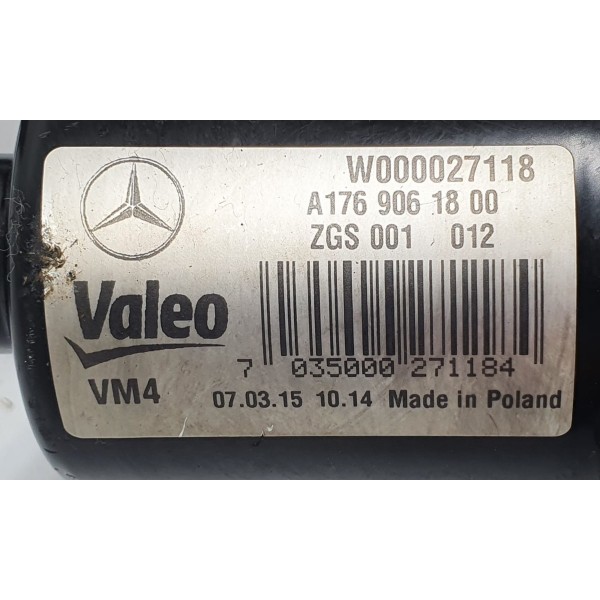 W000027118
A176 906 18 00
ZGS 001 012
Valeo
7 035000 271184
VM4 07.03.15 10.14 Made in Poland